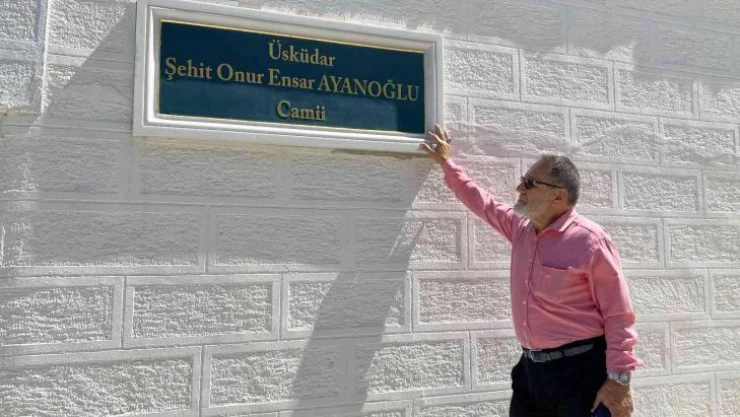 Üsküdar
Şehit Onur Ensar AYANOĞLU
Camii